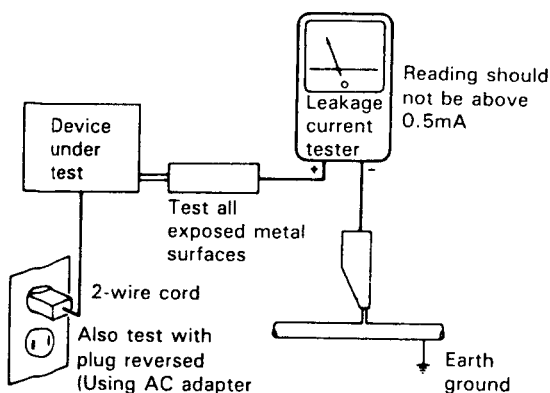 Device
under
test
Leakage
current
tester
+
-
Reading should
not be above
0.5mA
Test all
exposed metal
surfaces
2-wire cord
Also test with
plug reversed
(Using AC adapter
Earth
ground